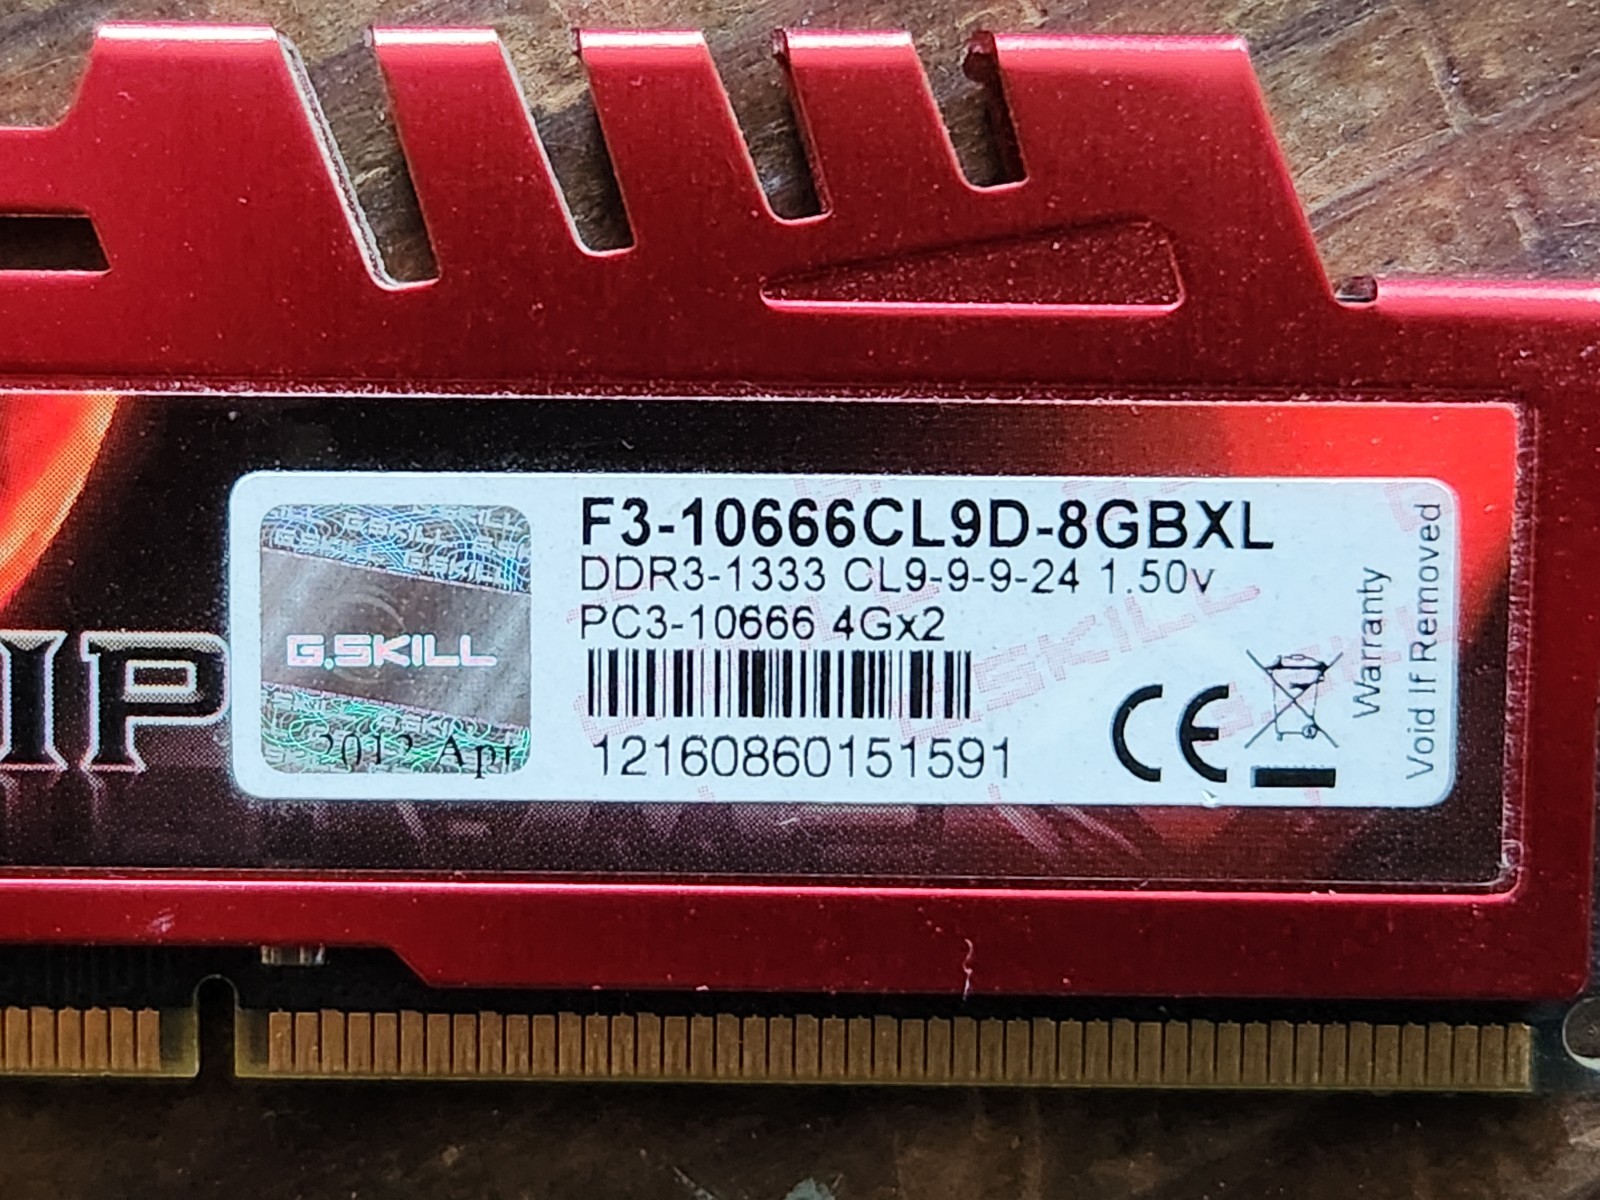 F3-10666CL9D-8GBXL
DDR3-1333 CL9-9-9-24 1.50v
PC3-10666 4Gx2
G.SKILL
12160860151591
2012 Apr
CE
Warranty
Void If Removed
IP